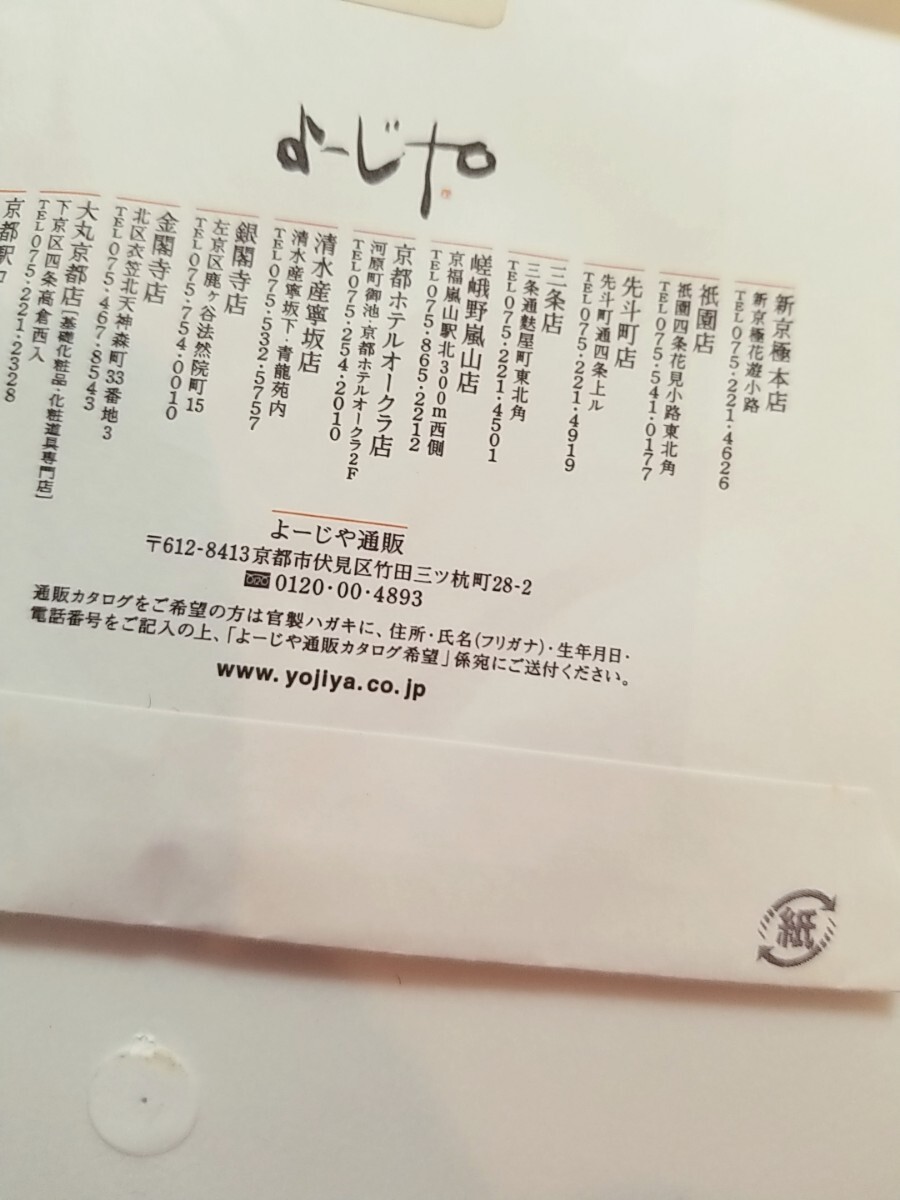 よーじや
新京極本店
新京極花遊小路
TEL075・221・4626
祇園店
祇園四条花見小路東北角
TEL075・541・0177
先斗町店
先斗町通四条上ル
TEL075・221・4919
三条店
三条通麩屋町東北角
TEL075・221・4501
嵯峨野嵐山店
京福嵐山駅北300m西側
TEL075・865・2212
京都ホテルオークラ店
河原町御池・京都ホテルオークラ2F
TEL075・254・2010
清水産寧坂店
清水産寧坂下・青龍苑内
TEL075・532・5757
銀閣寺店
左京区鹿ヶ谷法然院町15
TEL075・754・0010
金閣寺店
北区衣笠北天神森町33番地3
TEL075・467・8543
大丸京都店[基礎化粧品・化粧道具専門店]
下京区四条高倉西入
TEL075・221・2328
京都駅
よーじや通販
〒612-8413京都市伏見区竹田三ツ杭町28-2
0120・00・4893
通販カタログをご希望の方は官製ハガキに、住所・氏名(フリガナ)・生年月日・
電話番号をご記入の上、「よーじや通販カタログ希望」係宛にご送付ください。
www.yojiya.co.jp
紙